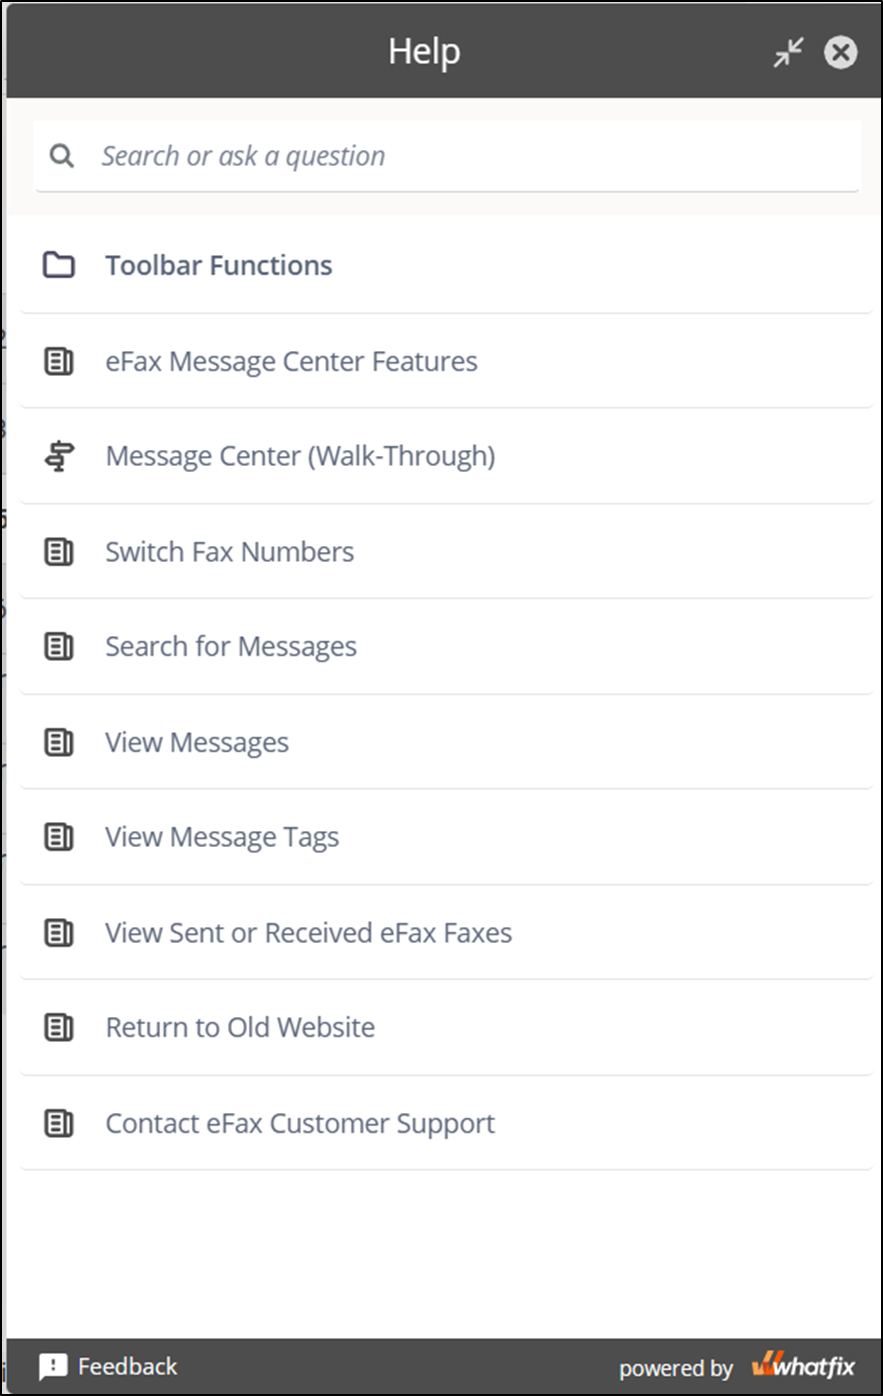 Help
Search or ask a question
Toolbar Functions
eFax Message Center Features
Message Center (Walk-Through)
Switch Fax Numbers
Search for Messages
View Messages
View Message Tags
View Sent or Received eFax Faxes
Return to Old Website
Contact eFax Customer Support
Feedback
powered by whatfix